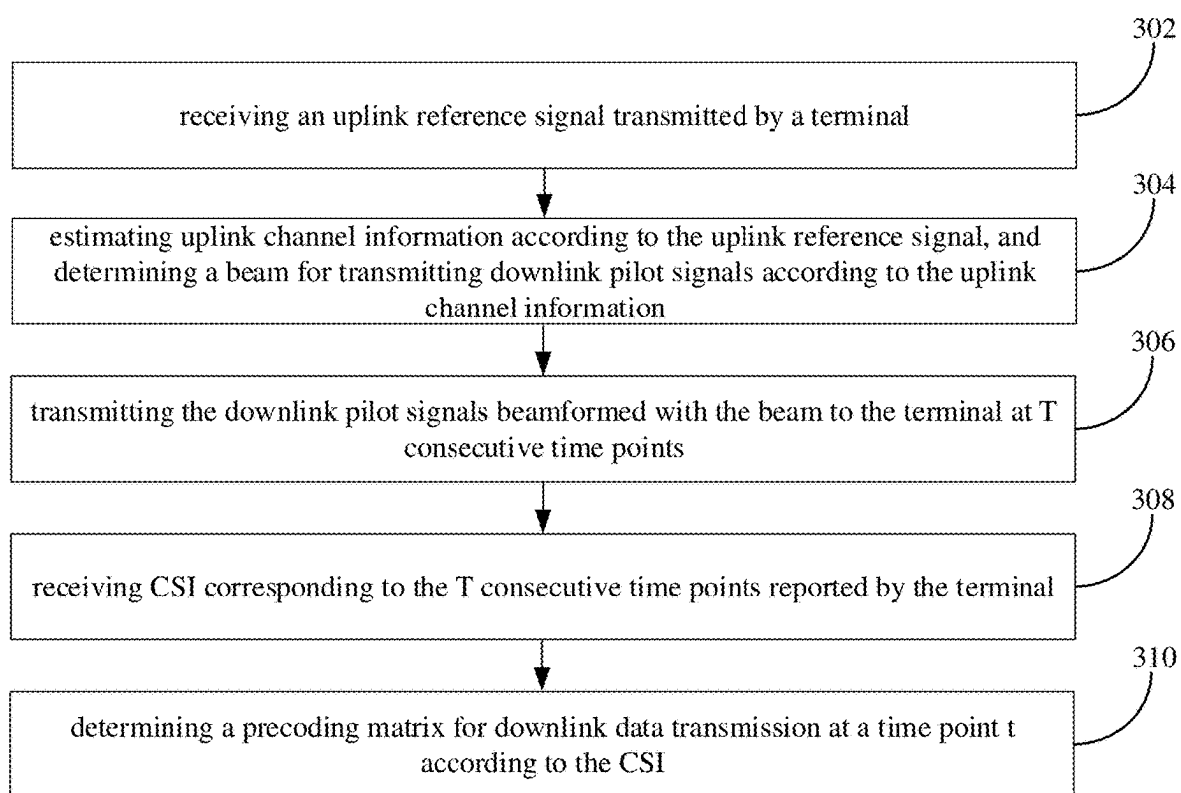 302
receiving an uplink reference signal transmitted by a terminal
304
estimating uplink channel information according to the uplink reference signal, and
determining a beam for transmitting downlink pilot signals according to the uplink
channel information
306
transmitting the downlink pilot signals beamformed with the beam to the terminal at T
consecutive time points
308
receiving CSI corresponding to the T consecutive time points reported by the terminal
310
determining a precoding matrix for downlink data transmission at a time point t
according to the CSI